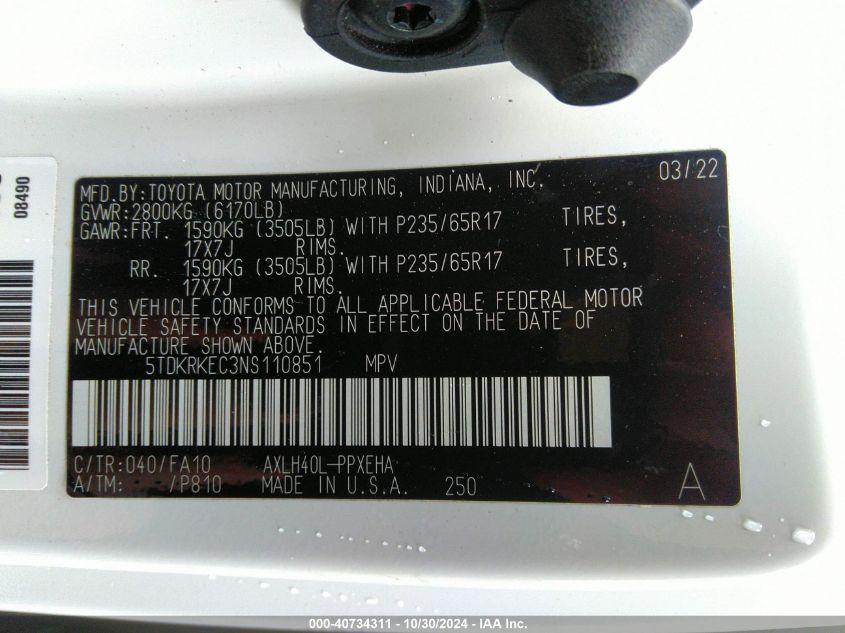 MFD.BY:TOYOTA MOTOR MANUFACTURING, INDIANA, INC. 03/22
GVWR:2800KG (6170LB)
GAWR:FRT. 1590KG (3505LB) WITH P235/65R17 TIRES,
17X7J RIMS.
RR. 1590KG (3505LB) WITH P235/65R17 TIRES,
17X7J RIMS.
THIS VEHICLE CONFORMS TO ALL APPLICABLE FEDERAL MOTOR
VEHICLE SAFETY STANDARDS IN EFFECT ON THE DATE OF
MANUFACTURE SHOWN ABOVE.
5TDKRKEC3NS110851 MPV
C/TR:040/FA10 AXLH40L-PPXEHA
A/TM: /P810 MADE IN U.S.A. 250 A
08490
000-40734311 - 10/30/2024 - IAA Inc.